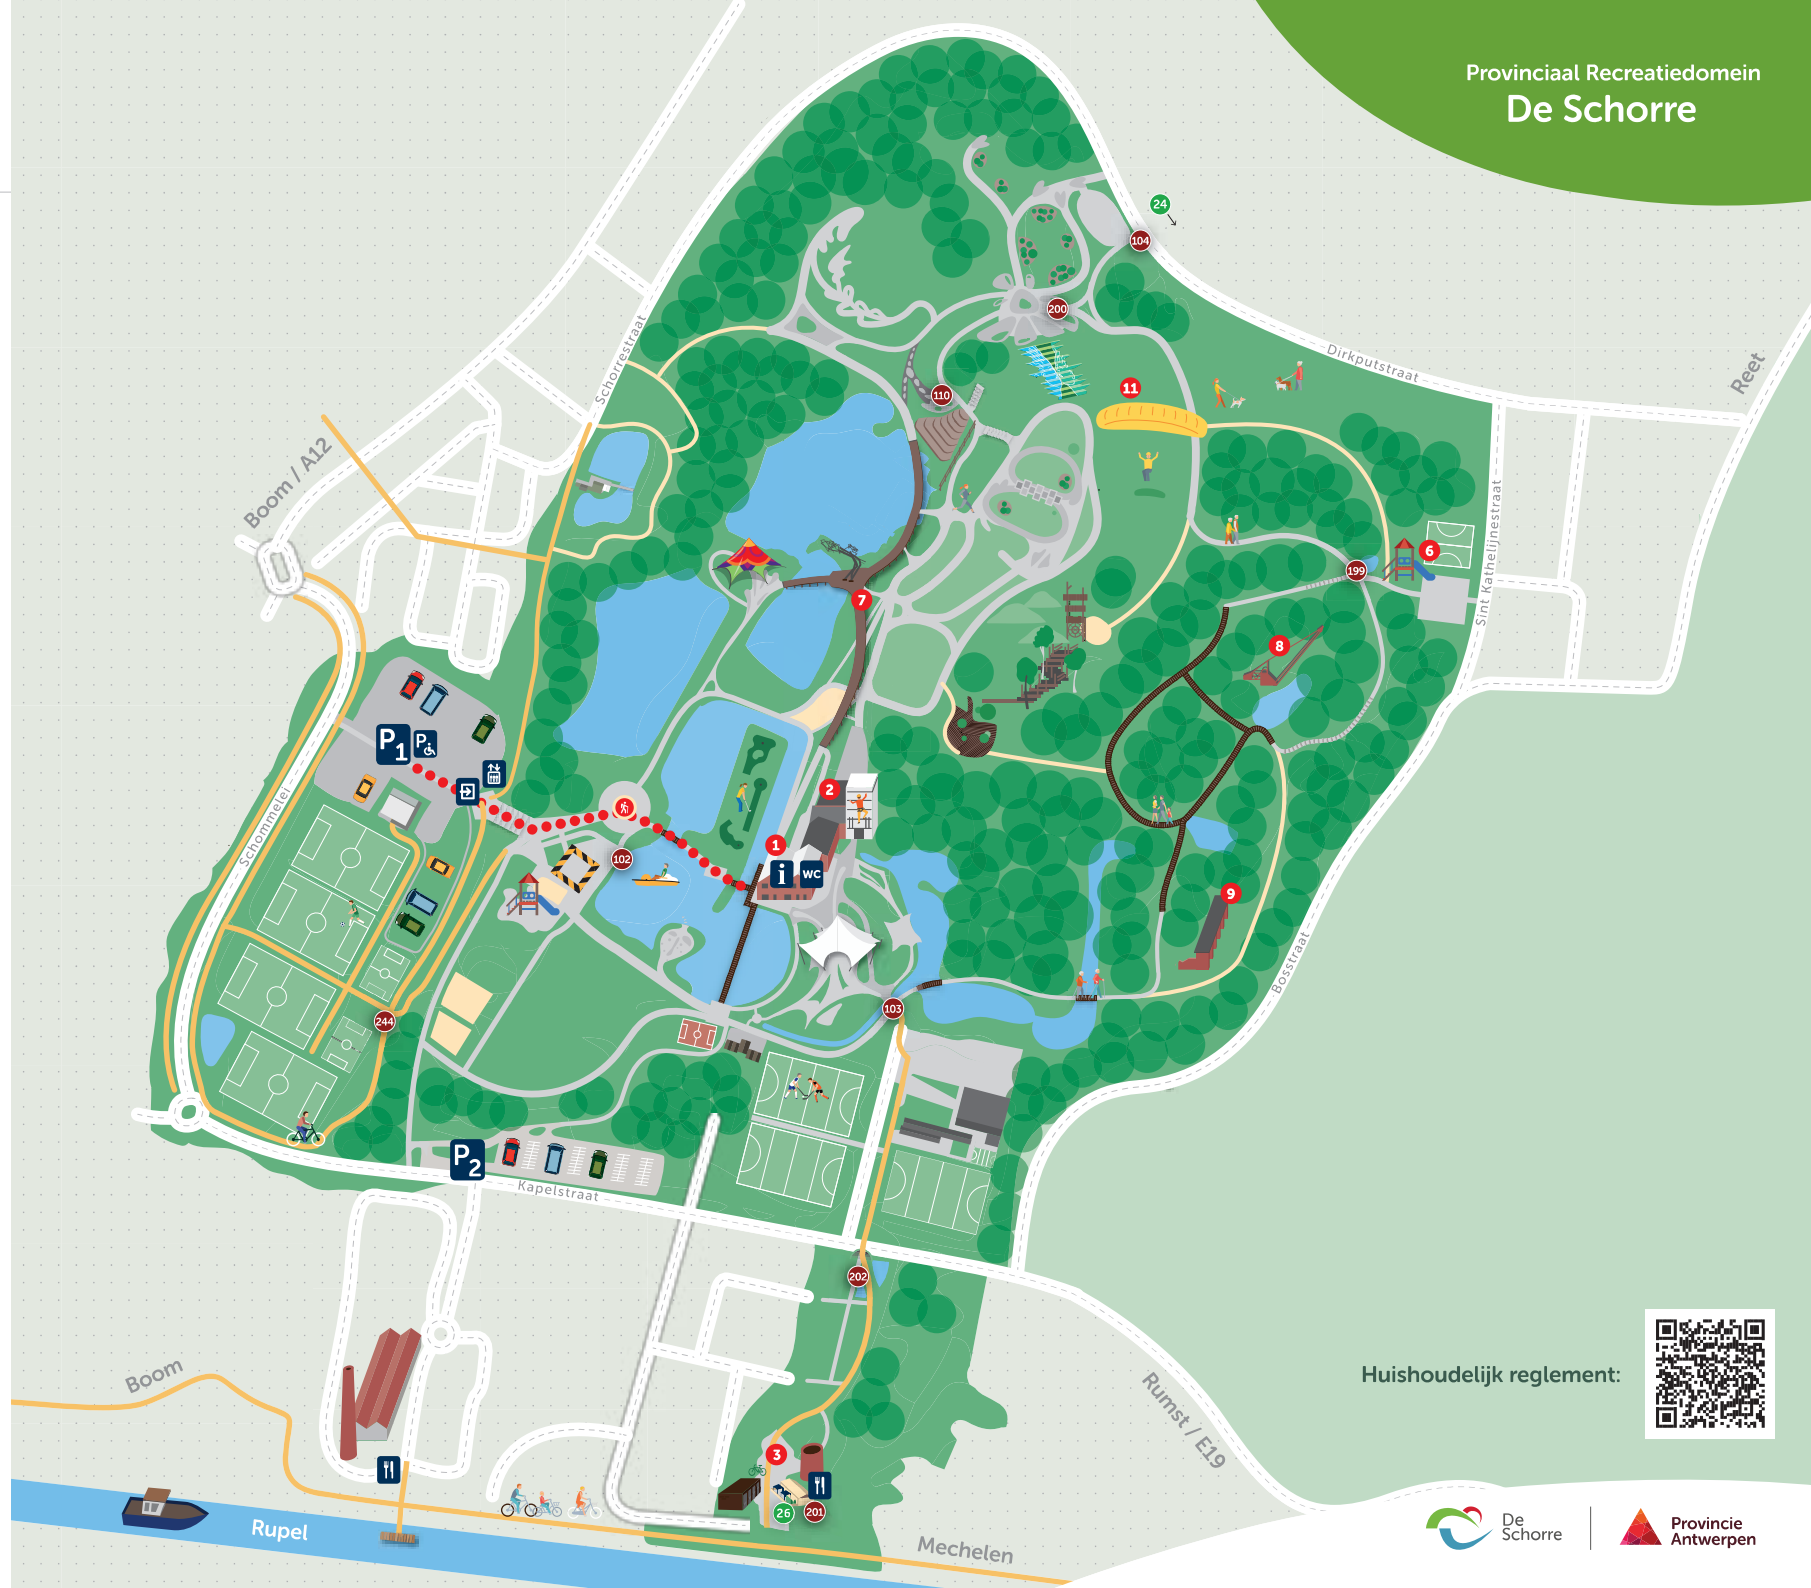 Provinciaal Recreatiedomein
De Schorre
24
104
200
Schorrestraat
Dirkputstraat
Reet
11
110
Boom / A12
Sint Kathelijnestraat
6
199
7
8
P1
P
2
1
i
WC
102
Schommelei
9
Bosstraat
103
244
P2
Kapelstraat
202
Boom
Rumst / E19
Huishoudelijk reglement:
3
26
201
Rupel
Mechelen
De
Schorre
Provincie
Antwerpen